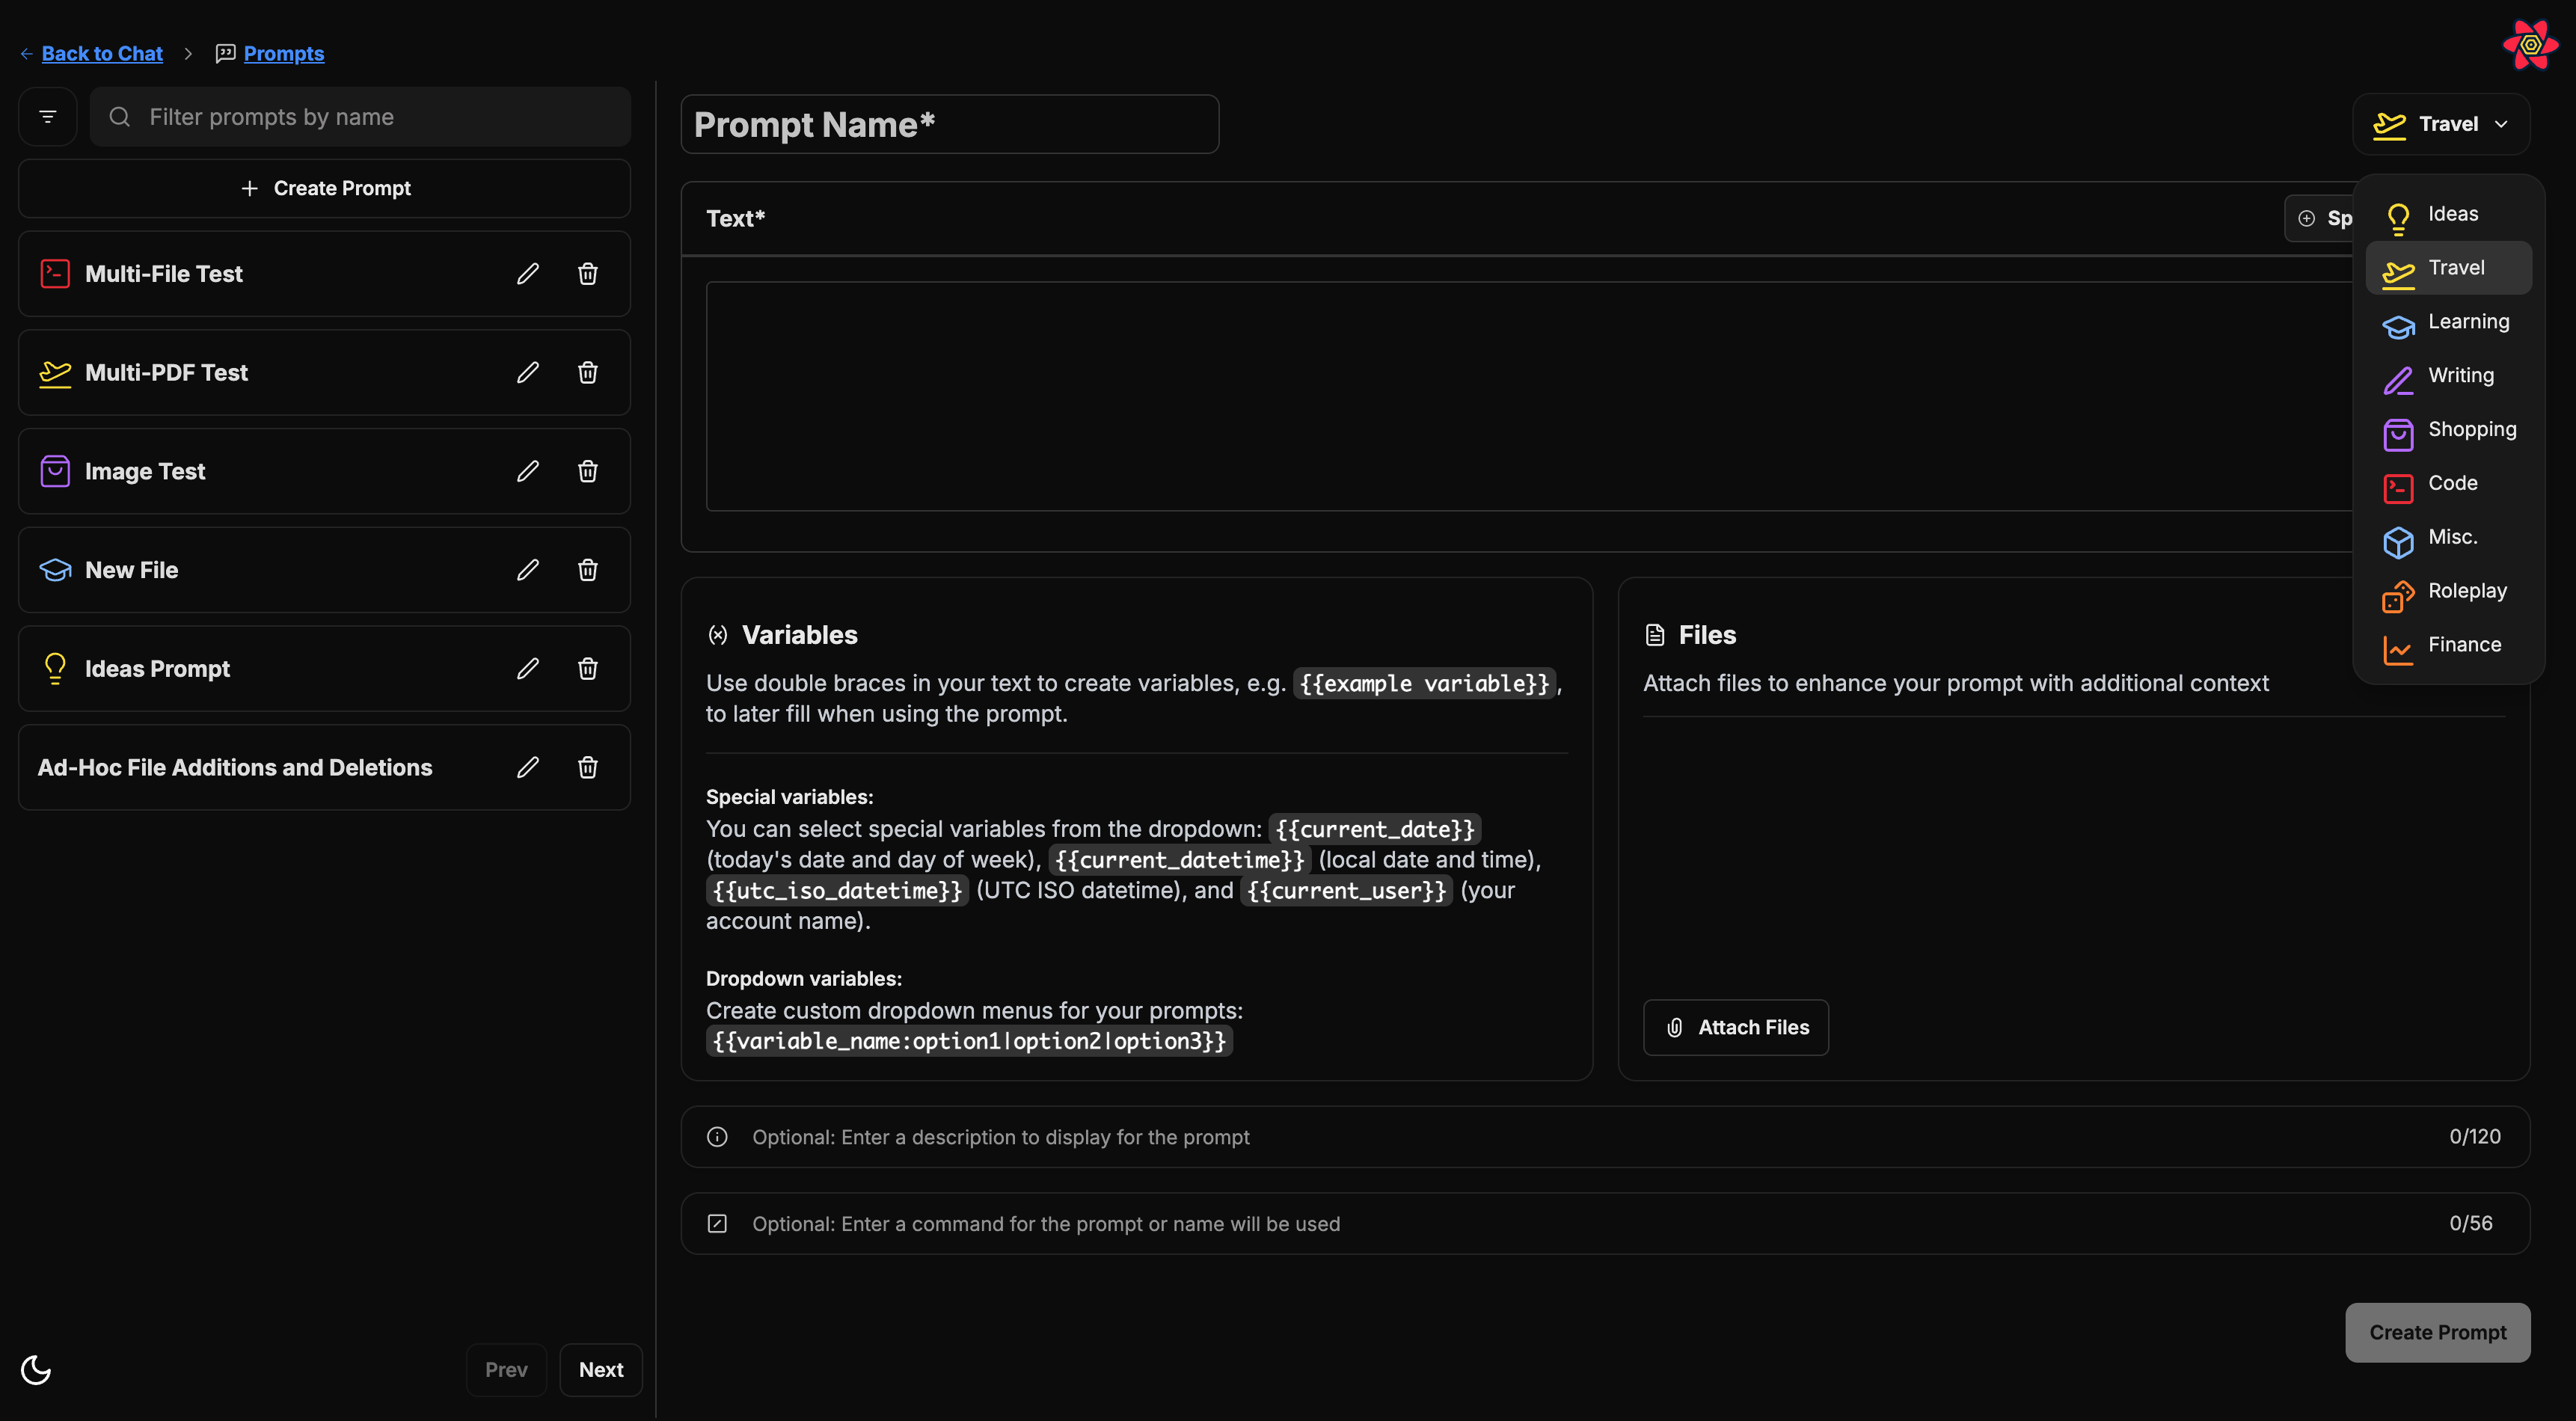 Back to Chat
Prompts
Filter prompts by name
Create Prompt
Multi-File Test
Multi-PDF Test
Image Test
New File
Ideas Prompt
Ad-Hoc File Additions and Deletions
Prev
Next
Prompt Name*
Travel
Text*
Sp
Ideas
Travel
Learning
Writing
Shopping
Code
Misc.
Roleplay
Finance
Variables
Use double braces in your text to create variables, e.g. {{example variable}},
to later fill when using the prompt.
Special variables:
You can select special variables from the dropdown: {{current_date}}
(today's date and day of week), {{current_datetime}} (local date and time),
{{utc_iso_datetime}} (UTC ISO datetime), and {{current_user}} (your
account name).
Dropdown variables:
Create custom dropdown menus for your prompts:
{{variable_name:option1|option2|option3}}
Files
Attach files to enhance your prompt with additional context
Attach Files
Optional: Enter a description to display for the prompt
0/120
Optional: Enter a command for the prompt or name will be used
0/56
Create Prompt